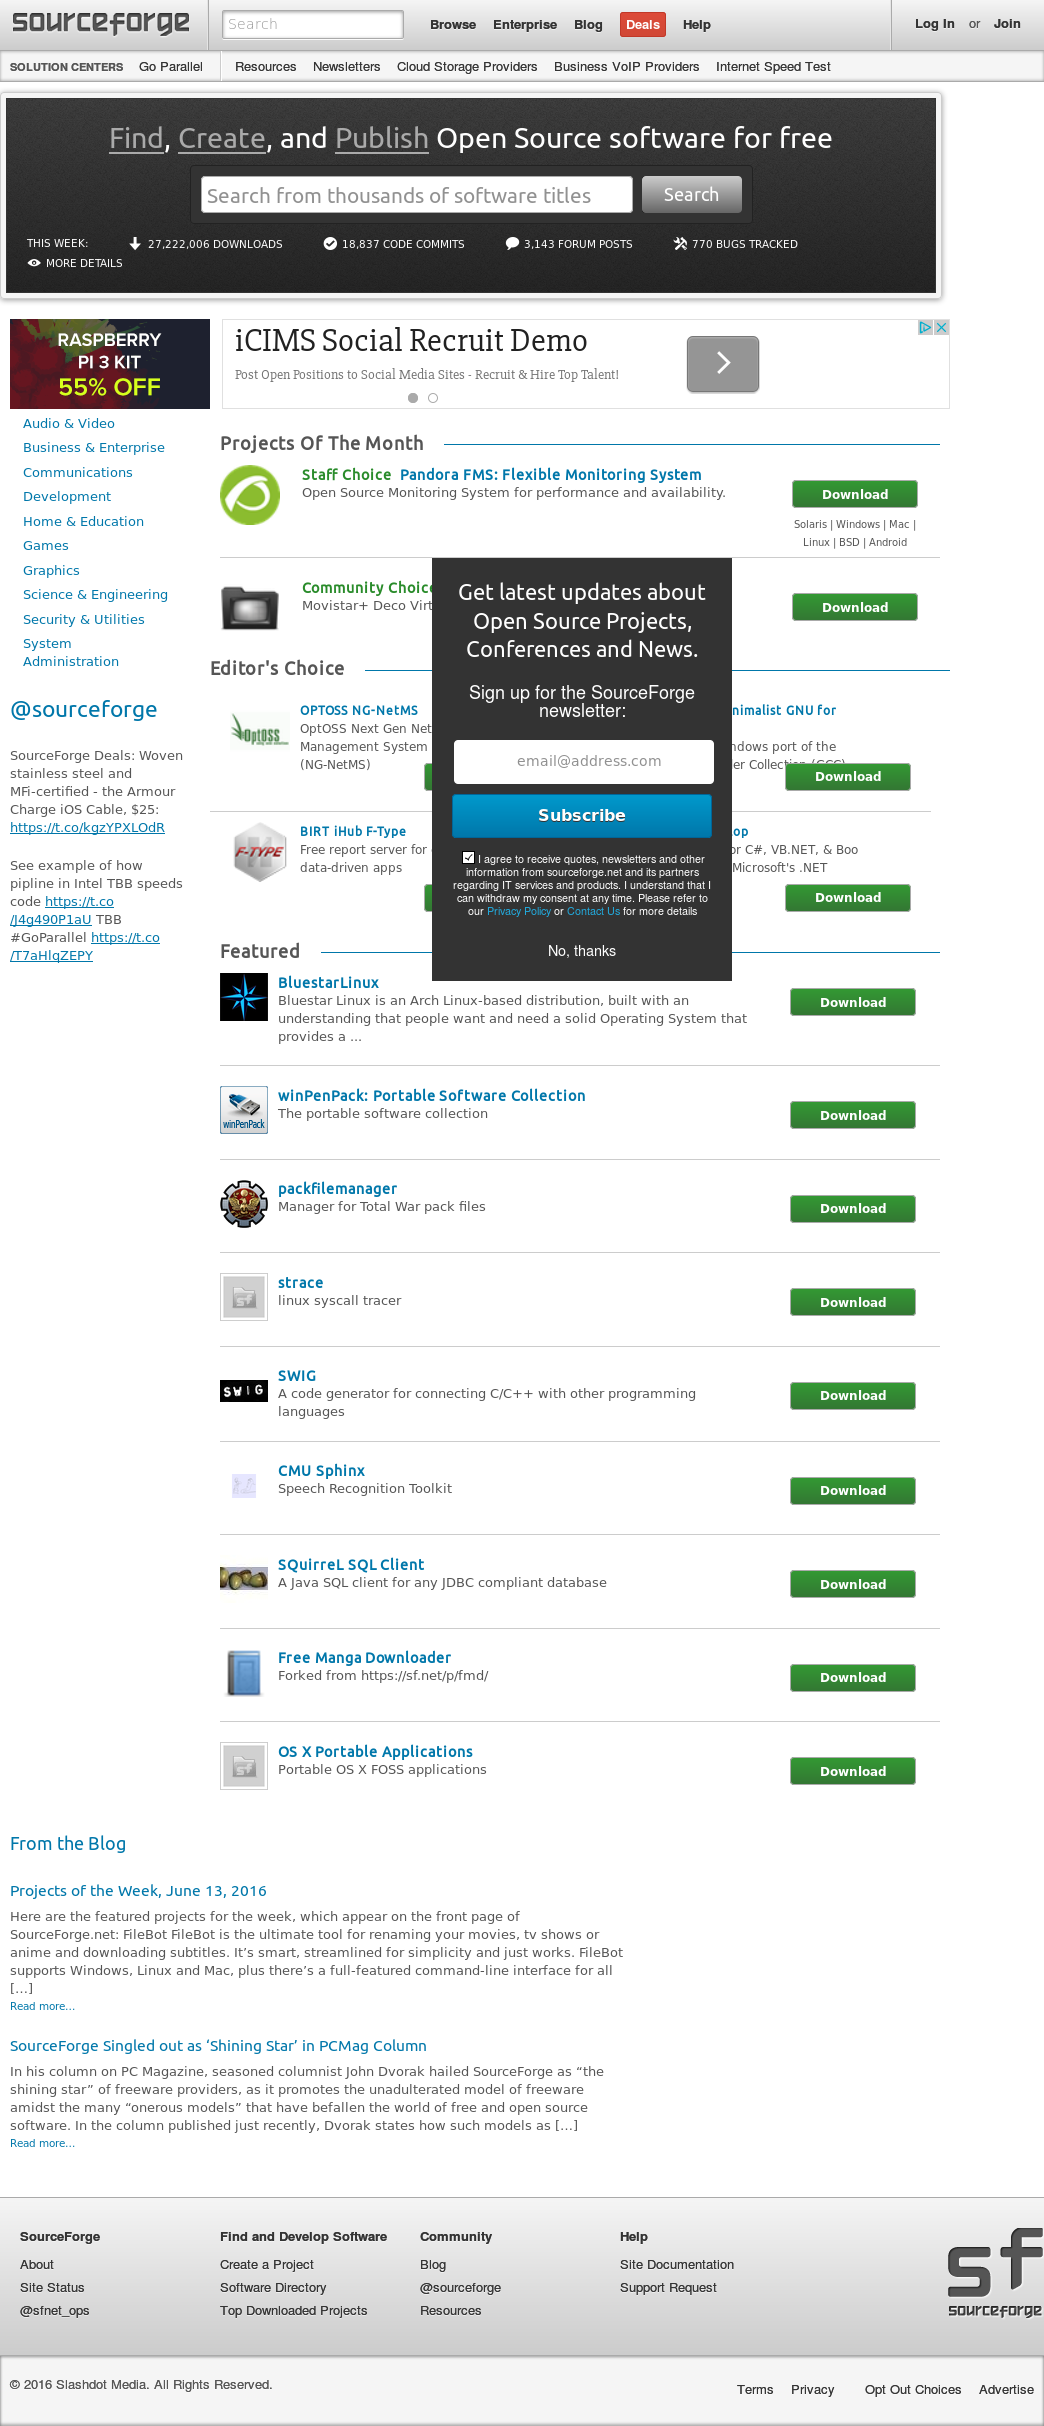 sourceforge
Search
Browse Enterprise Blog Deals Help
Log In or Join
SOLUTION CENTERS Go Parallel Resources Newsletters Cloud Storage Providers Business VoIP Providers Internet Speed Test
Find, Create, and Publish Open Source software for free
Search from thousands of software titles Search
THIS WEEK: 27,222,006 DOWNLOADS 18,837 CODE COMMITS 3,143 FORUM POSTS 770 BUGS TRACKED
MORE DETAILS
RASPBERRY
PI 3 KIT
55% OFF
iCIMS Social Recruit Demo
Post Open Positions to Social Media Sites - Recruit & Hire Top Talent!
Audio & Video
Business & Enterprise
Communications
Development
Home & Education
Games
Graphics
Science & Engineering
Security & Utilities
System
Administration
@sourceforge
SourceForge Deals: Woven
stainless steel and
MFi-certified - the Armour
Charge iOS Cable, $25:
https://t.co/kgzYPXLOdR
See example of how
pipline in Intel TBB speeds
code https://t.co
/J4g490P1aU TBB
#GoParallel https://t.co
/T7aHlqZEPY
Projects Of The Month
Staff Choice Pandora FMS: Flexible Monitoring System
Open Source Monitoring System for performance and availability.
Download
Solaris | Windows | Mac |
Linux | BSD | Android
Community Choice
Movistar+ Deco Virt
Download
Editor's Choice
OPTOSS NG-NetMS
OptOSS Next Gen Net
Management System
(NG-NetMS)
OptOSS
nimalist GNU for
ndows port of the
er Collection (GCC)
Download
F-TYPE
BIRT iHub F-Type
Free report server for
data-driven apps
op
or C#, VB.NET, & Boo
Microsoft's .NET
Download
Get latest updates about
Open Source Projects,
Conferences and News.
Sign up for the SourceForge
newsletter:
email@address.com
Subscribe
I agree to receive quotes, newsletters and other
information from sourceforge.net and its partners
regarding IT services and products. I understand that I
can withdraw my consent at any time. Please refer to
our Privacy Policy or Contact Us for more details
No, thanks
Featured
BluestarLinux
Bluestar Linux is an Arch Linux-based distribution, built with an
understanding that people want and need a solid Operating System that
provides a ...
Download
winPenPack
winPenPack: Portable Software Collection
The portable software collection
Download
packfilemanager
Manager for Total War pack files
Download
sf
strace
linux syscall tracer
Download
SWIG
SWIG
A code generator for connecting C/C++ with other programming
languages
Download
CMU Sphinx
Speech Recognition Toolkit
Download
SQuirreL SQL Client
A Java SQL client for any JDBC compliant database
Download
Free Manga Downloader
Forked from https://sf.net/p/fmd/
Download
sf
OS X Portable Applications
Portable OS X FOSS applications
Download
From the Blog
Projects of the Week, June 13, 2016
Here are the featured projects for the week, which appear on the front page of
SourceForge.net: FileBot FileBot is the ultimate tool for renaming your movies, tv shows or
anime and downloading subtitles. It’s smart, streamlined for simplicity and just works. FileBot
supports Windows, Linux and Mac, plus there’s a full-featured command-line interface for all
[…]
Read more...
SourceForge Singled out as ‘Shining Star’ in PCMag Column
In his column on PC Magazine, seasoned columnist John Dvorak hailed SourceForge as “the
shining star” of freeware providers, as it promotes the unadulterated model of freeware
amidst the many “onerous models” that have befallen the world of free and open source
software. In the column published just recently, Dvorak states how such models as […]
Read more...
SourceForge
About
Site Status
@sfnet_ops
Find and Develop Software
Create a Project
Software Directory
Top Downloaded Projects
Community
Blog
@sourceforge
Resources
Help
Site Documentation
Support Request
sf
sourceforge
© 2016 Slashdot Media. All Rights Reserved.
Terms Privacy Opt Out Choices Advertise